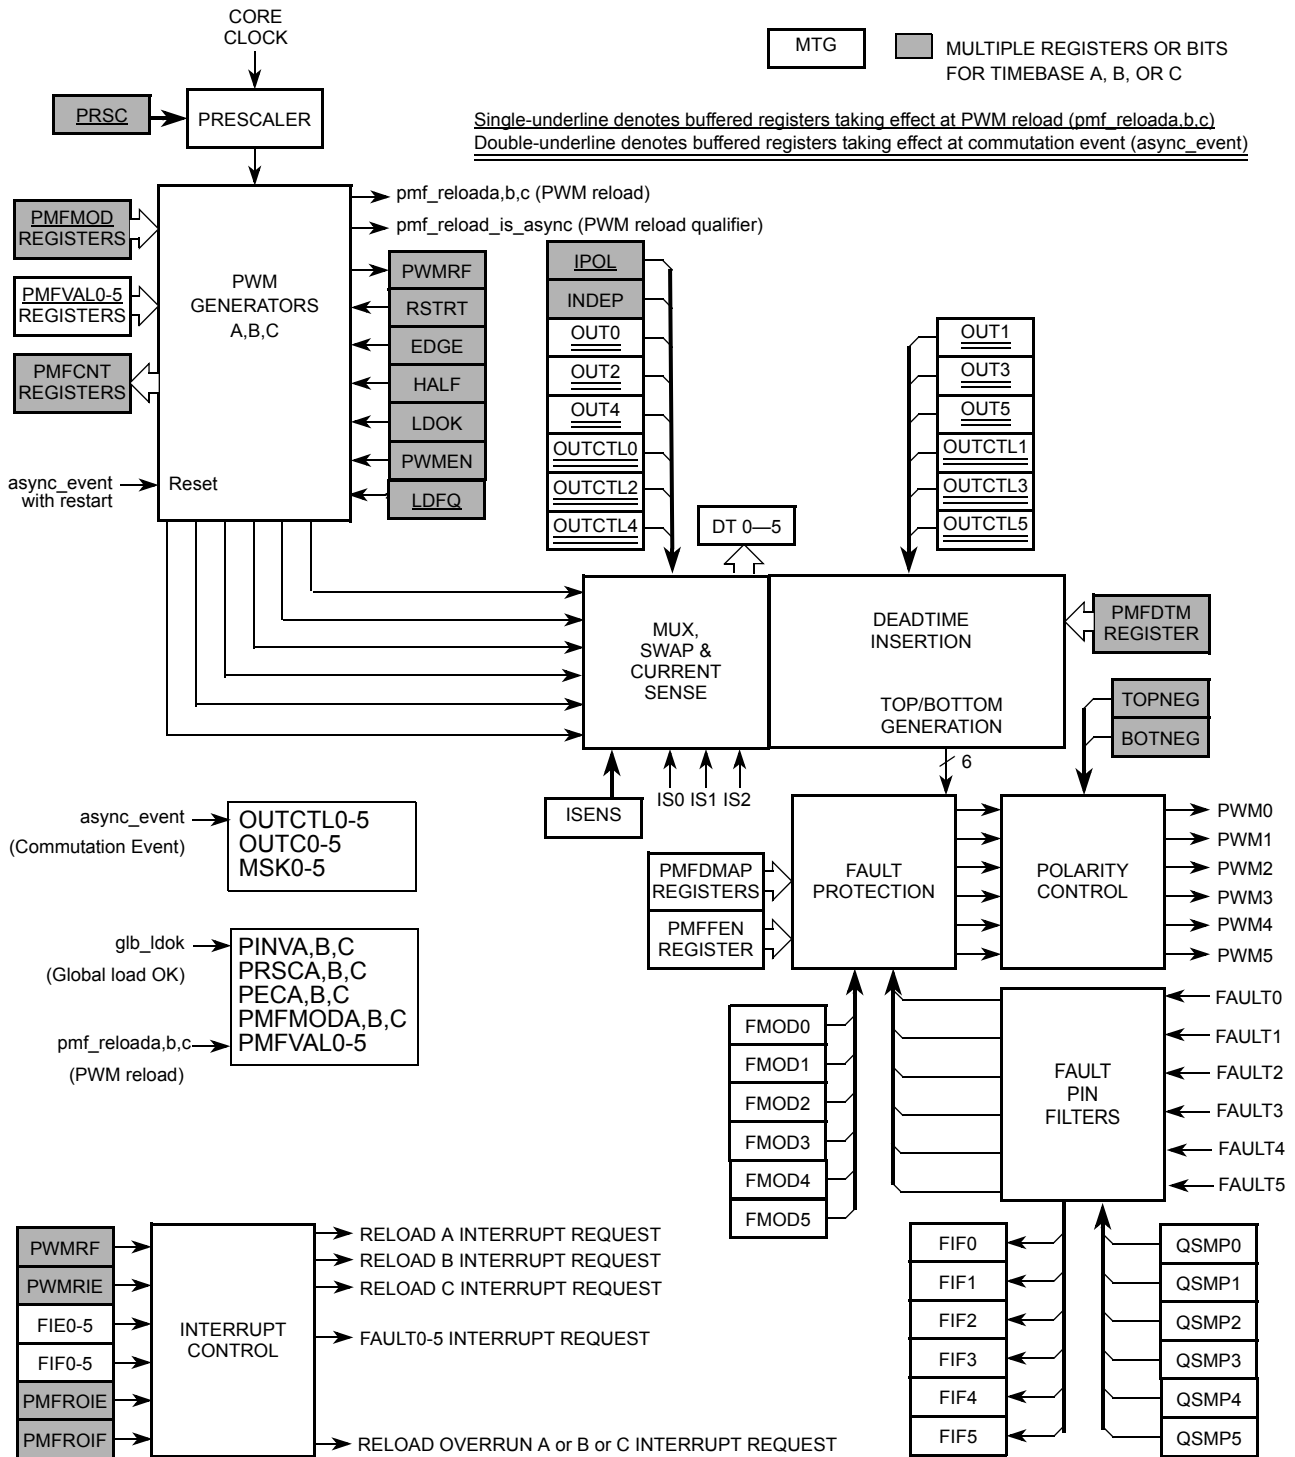 CORE
CLOCK
MTG
MULTIPLE REGISTERS OR BITS
FOR TIMEBASE A, B, OR C
PRSC
PRESCALER
Single-underline denotes buffered registers taking effect at PWM reload (pmf_reloada,b,c)
Double-underline denotes buffered registers taking effect at commutation event (async_event)
PMFMOD
REGISTERS
PMFVAL0-5
REGISTERS
PMFCNT
REGISTERS
async_event
with restart
PWM
GENERATORS
A,B,C
Reset
pmf_reloada,b,c (PWM reload)
pmf_reload_is_async (PWM reload qualifier)
PWMRF
RSTRT
EDGE
HALF
LDOK
PWMEN
LDFQ
IPOL
INDEP
OUT0
OUT2
OUT4
OUTCTL0
OUTCTL2
OUTCTL4
DT 0—5
OUT1
OUT3
OUT5
OUTCTL1
OUTCTL3
OUTCTL5
MUX,
SWAP &
CURRENT
SENSE
DEADTIME
INSERTION
TOP/BOTTOM
GENERATION
PMFDTM
REGISTER
TOPNEG
BOTNEG
6
ISENS
IS0 IS1 IS2
async_event
(Commutation Event)
OUTCTL0-5
OUTC0-5
MSK0-5
glb_ldok
(Global load OK)
pmf_reloada,b,c
(PWM reload)
PINVA,B,C
PRSCA,B,C
PECA,B,C
PMFMODA,B,C
PMFVAL0-5
PMFDMAP
REGISTERS
PMFFEN
REGISTER
FAULT
PROTECTION
POLARITY
CONTROL
PWM0
PWM1
PWM2
PWM3
PWM4
PWM5
FMOD0
FMOD1
FMOD2
FMOD3
FMOD4
FMOD5
FAULT
PIN
FILTERS
FAULT0
FAULT1
FAULT2
FAULT3
FAULT4
FAULT5
FIF0
FIF1
FIF2
FIF3
FIF4
FIF5
QSMP0
QSMP1
QSMP2
QSMP3
QSMP4
QSMP5
PWMRF
PWMRIE
FIE0-5
FIF0-5
PMFROIE
PMFROIF
INTERRUPT
CONTROL
RELOAD A INTERRUPT REQUEST
RELOAD B INTERRUPT REQUEST
RELOAD C INTERRUPT REQUEST
FAULT0-5 INTERRUPT REQUEST
RELOAD OVERRUN A or B or C INTERRUPT REQUEST